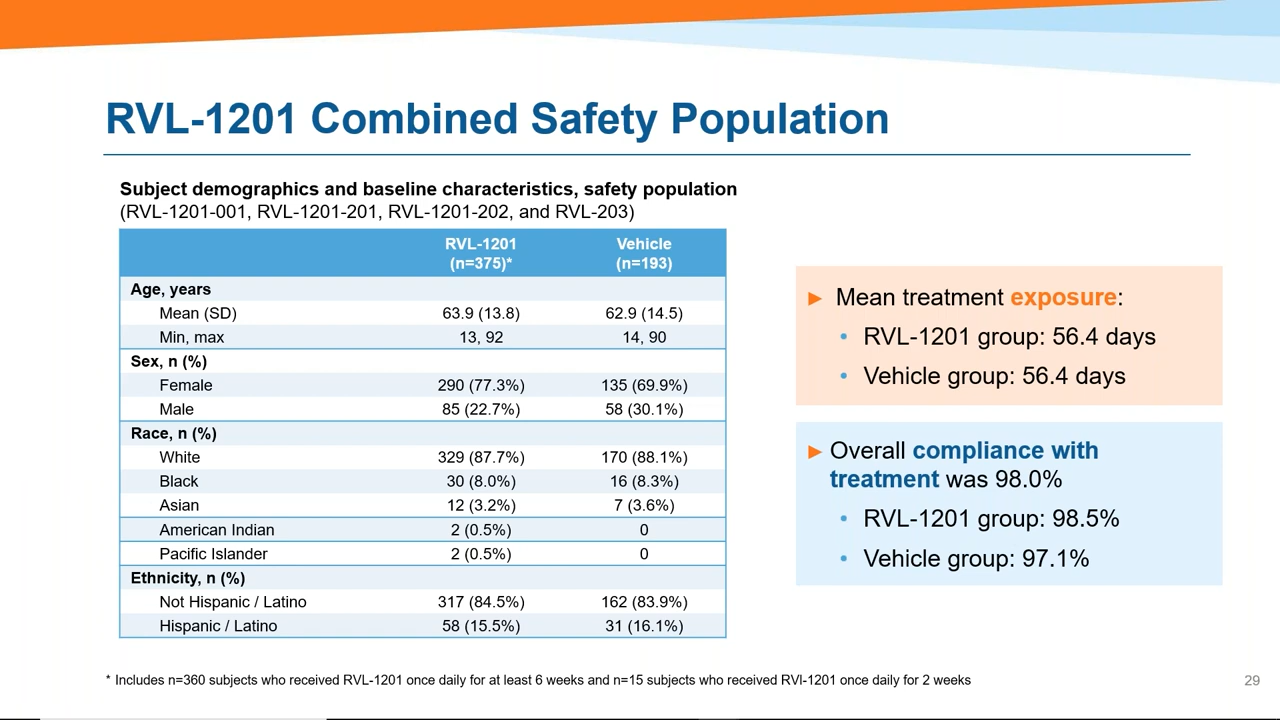 RVL-1201 Combined Safety Population
Subject demographics and baseline characteristics, safety population
(RVL-1201-001, RVL-1201-201, RVL-1201-202, and RVL-203)
RVL-1201 Vehicle
(n=375)* (n=193)
Age, years
Mean (SD) 63.9 (13.8) 62.9 (14.5)
Min, max 13, 92 14, 90
Sex, n (%)
Female 290 (77.3%) 135 (69.9%)
Male 85 (22.7%) 58 (30.1%)
Race, n (%)
White 329 (87.7%) 170 (88.1%)
Black 30 (8.0%) 16 (8.3%)
Asian 12 (3.2%) 7 (3.6%)
American Indian 2 (0.5%) 0
Pacific Islander 2 (0.5%) 0
Ethnicity, n (%)
Not Hispanic / Latino 317 (84.5%) 162 (83.9%)
Hispanic / Latino 58 (15.5%) 31 (16.1%)
► Mean treatment exposure:
• RVL-1201 group: 56.4 days
• Vehicle group: 56.4 days
► Overall compliance with
treatment was 98.0%
• RVL-1201 group: 98.5%
• Vehicle group: 97.1%
* Includes n=360 subjects who received RVL-1201 once daily for at least 6 weeks and n=15 subjects who received RVl-1201 once daily for 2 weeks
29